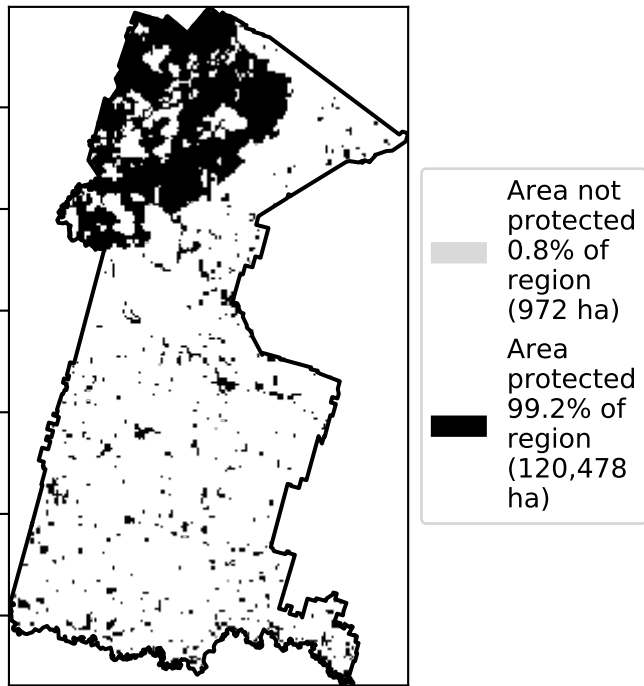 Area not
protected
0.8% of
region
(972 ha)
Area
protected
99.2% of
region
(120,478
ha)